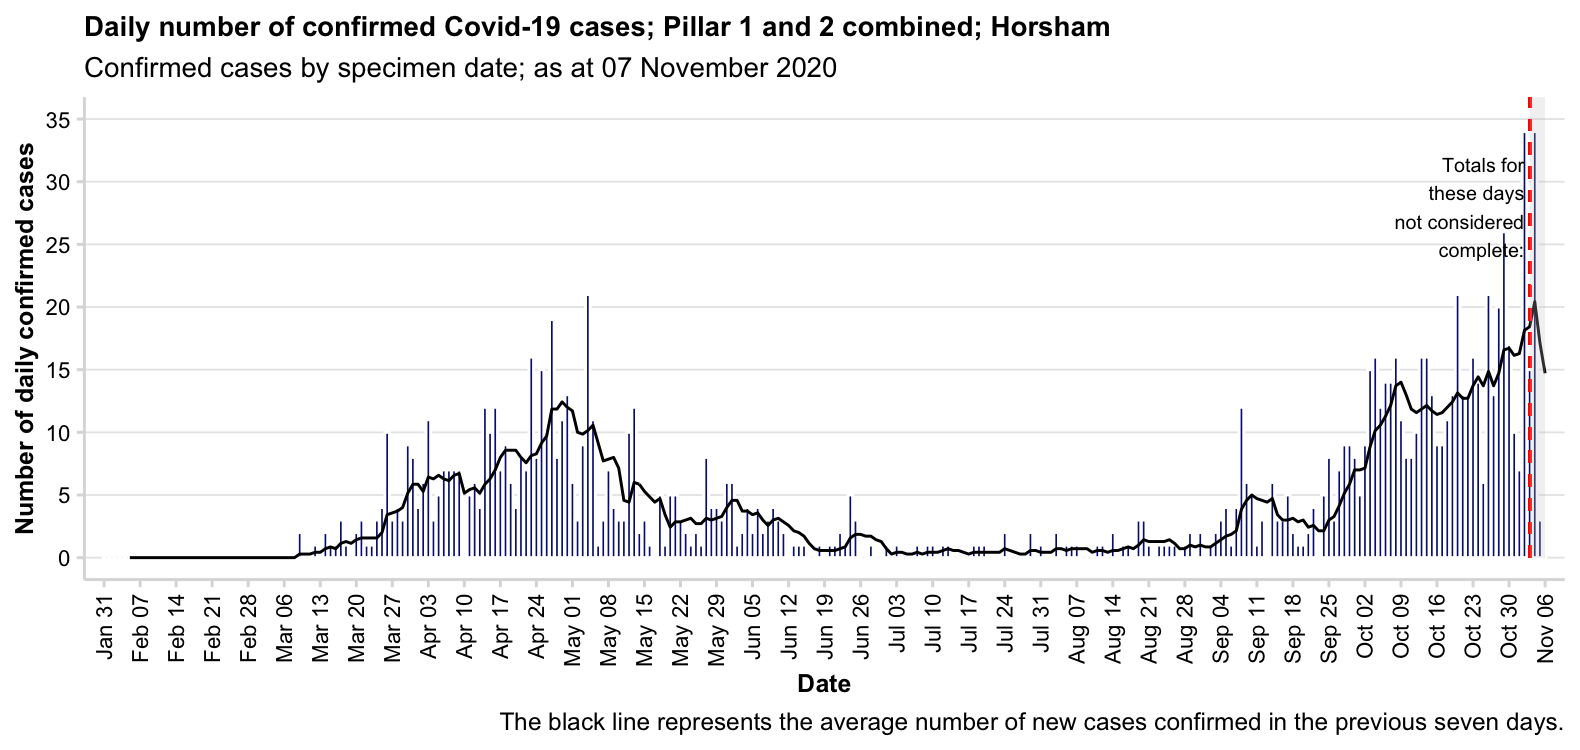 Daily number of confirmed Covid-19 cases; Pillar 1 and 2 combined; Horsham
Confirmed cases by specimen date; as at 07 November 2020
Number of daily confirmed cases
35
30
25
20
15
10
5
0
Totals for
these days
not considered
complete:
Jan 31
Feb 07
Feb 14
Feb 21
Feb 28
Mar 06
Mar 13
Mar 20
Mar 27
Apr 03
Apr 10
Apr 17
Apr 24
May 01
May 08
May 15
May 22
May 29
Jun 05
Jun 12
Jun 19
Jun 26
Jul 03
Jul 10
Jul 17
Jul 24
Jul 31
Aug 07
Aug 14
Aug 21
Aug 28
Sep 04
Sep 11
Sep 18
Sep 25
Oct 02
Oct 09
Oct 16
Oct 23
Oct 30
Nov 06
Date
The black line represents the average number of new cases confirmed in the previous seven days.